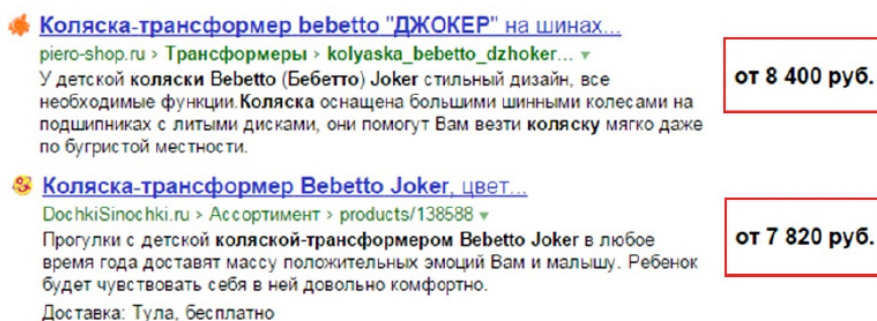 Коляска-трансформер bebetto "ДЖОКЕР" на шинах...
piero-shop.ru › Трансформеры › kolyaska_bebetto_dzhoker...
У детской коляски Bebetto (Бебетто) Joker стильный дизайн, все
необходимые функции.Коляска оснащена большими шинными колесами на
подшипниках с литыми дисками, они помогут Вам везти коляску мягко даже
по бугристой местности.
от 8 400 руб.
Коляска-трансформер Bebetto Joker, цвет...
DochkiSinochki.ru › Ассортимент › products/138588
Прогулки с детской коляской-трансформером Bebetto Joker в любое
время года доставят массу положительных эмоций Вам и малышу. Ребенок
будет чувствовать себя в ней довольно комфортно.
Доставка: Тула, бесплатно
от 7 820 руб.